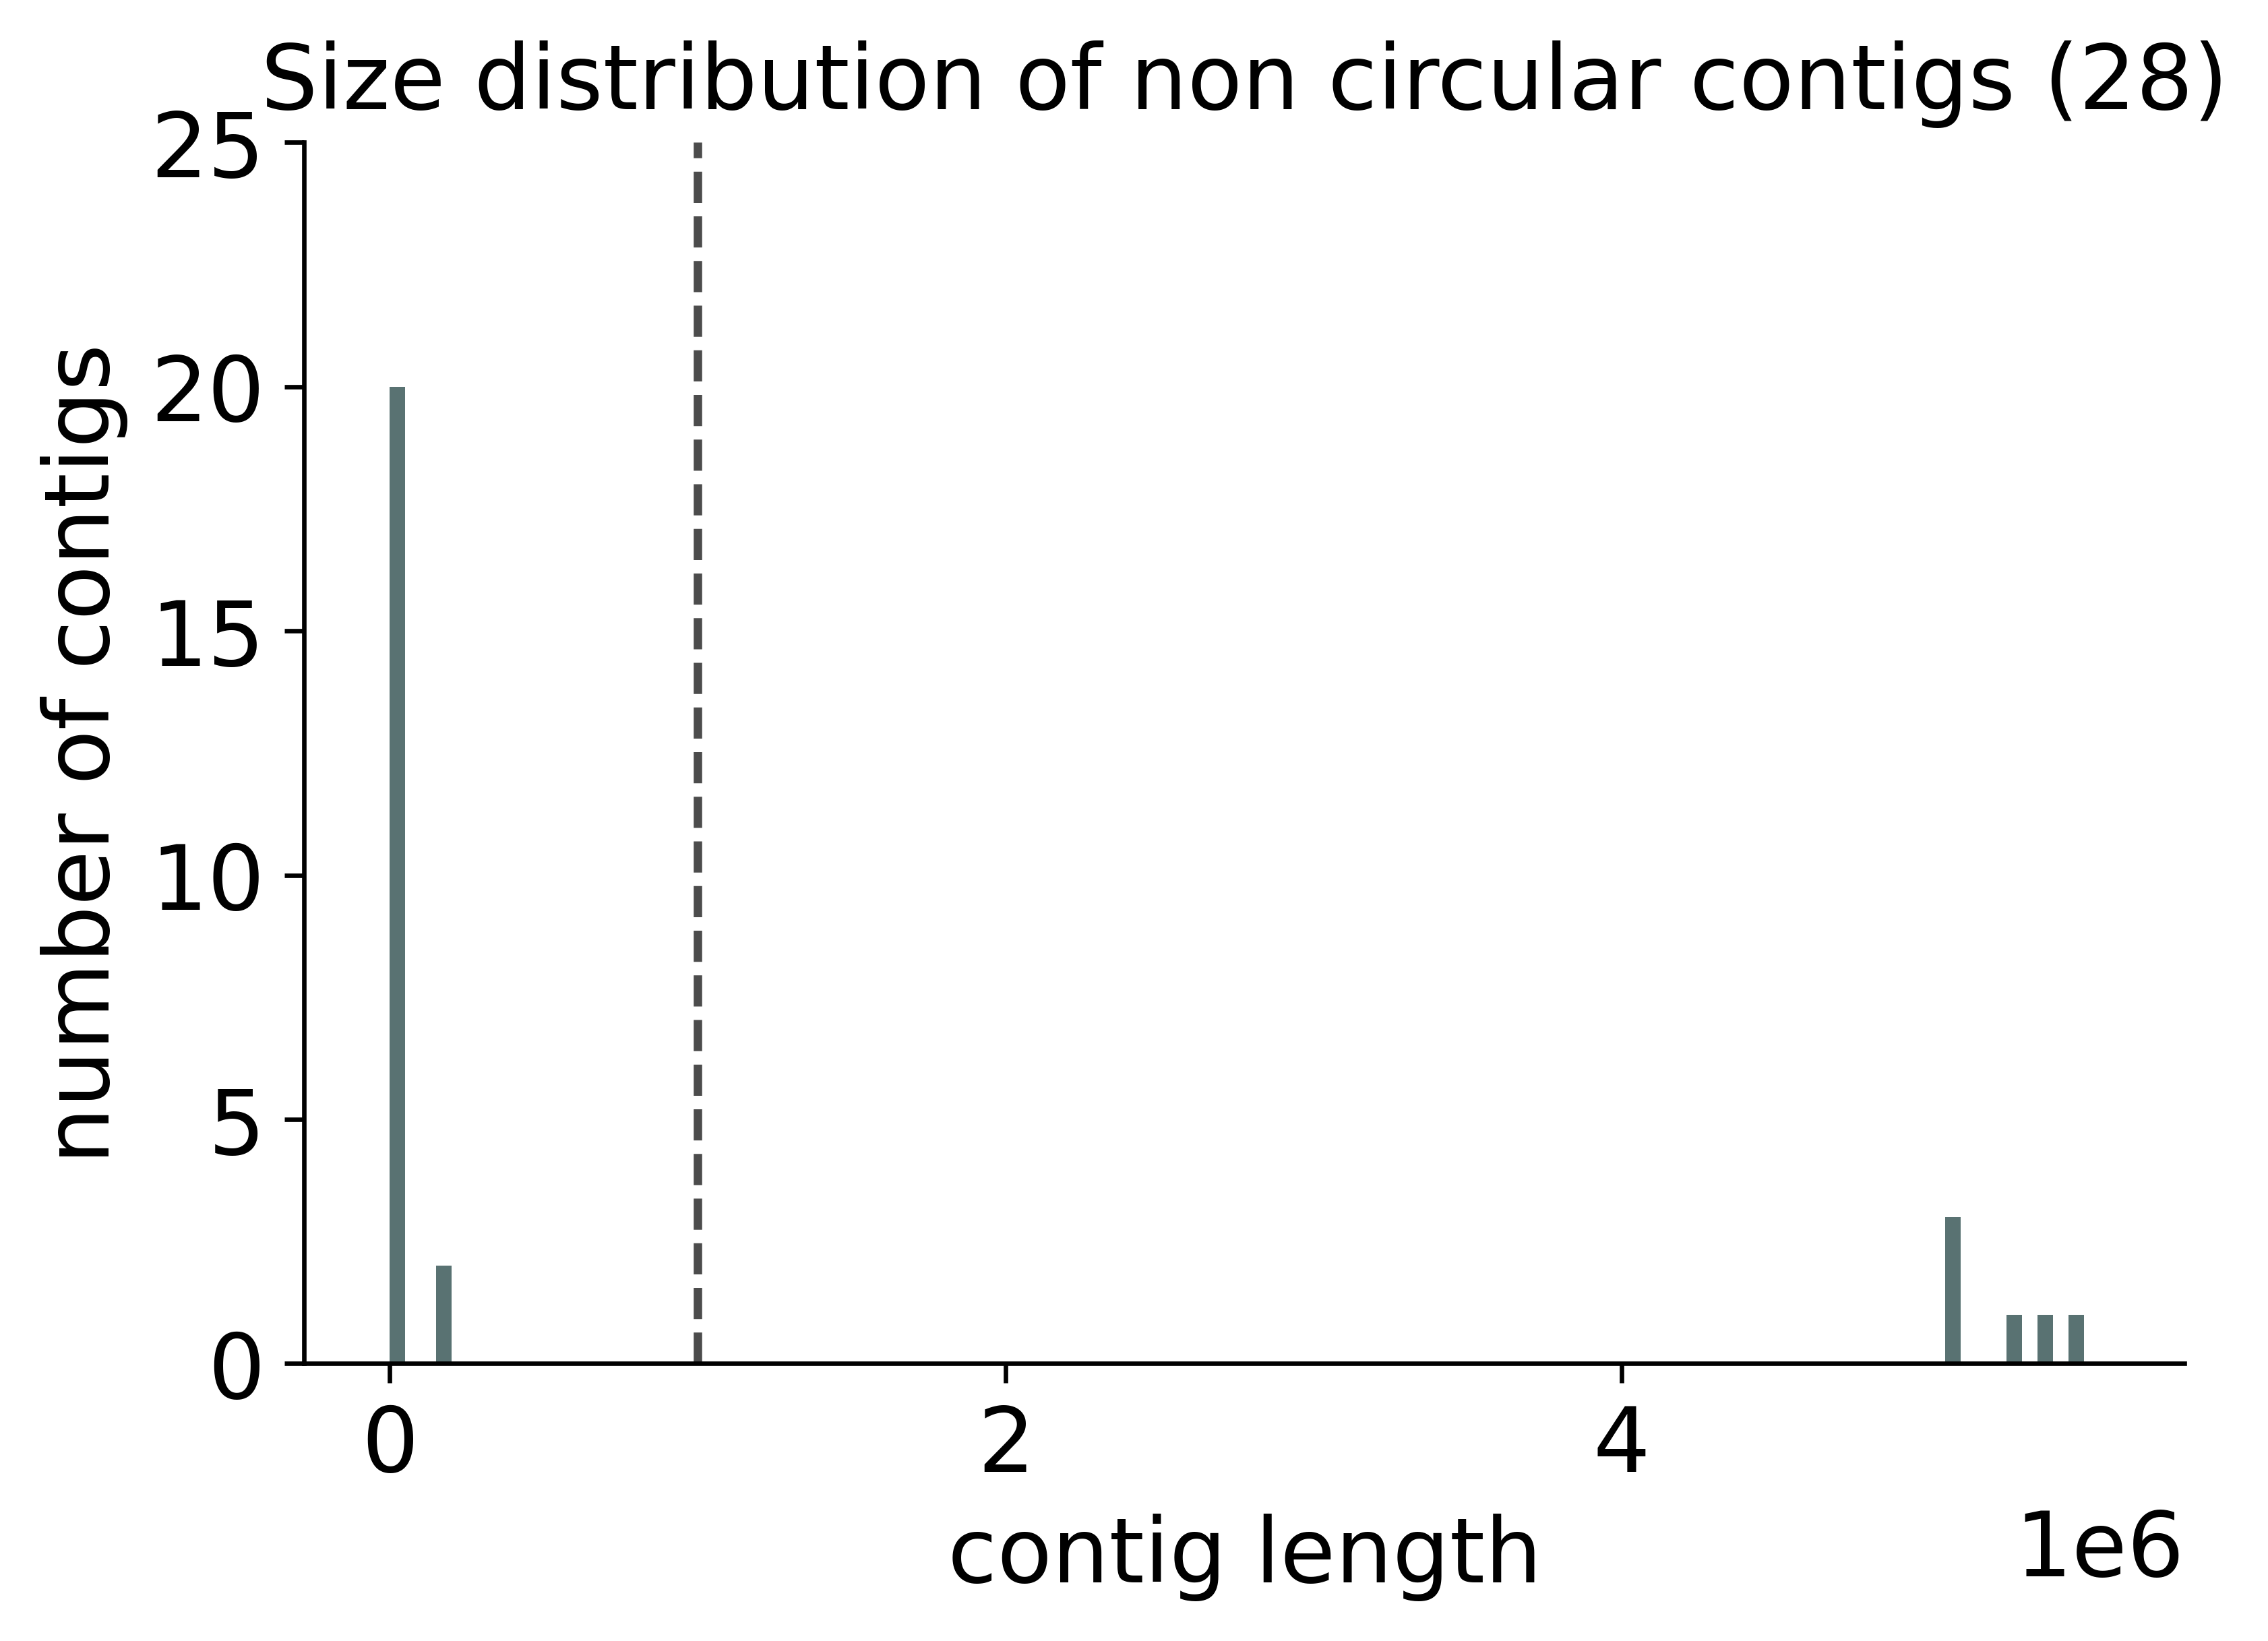 Size distribution of non circular contigs (28)
number of contigs
25
20
15
10
5
0
0 2 4
contig length
1e6